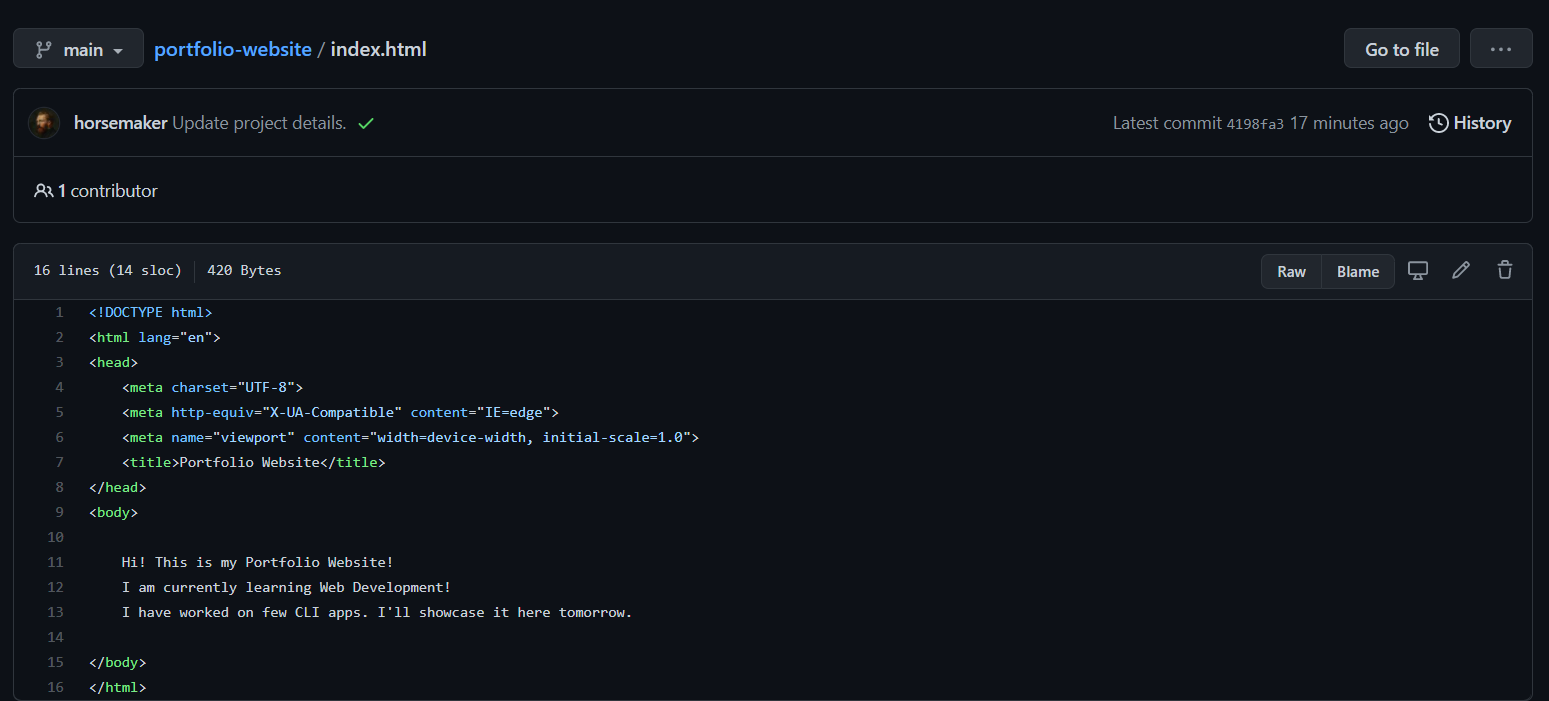 main
portfolio-website / index.html
Go to file
...
horsemaker Update project details.
Latest commit 4198fa3 17 minutes ago
History
1 contributor
16 lines (14 sloc) 420 Bytes
Raw
Blame
1 <!DOCTYPE html>
2 <html lang="en">
3 <head>
4     <meta charset="UTF-8">
5     <meta http-equiv="X-UA-Compatible" content="IE=edge">
6     <meta name="viewport" content="width=device-width, initial-scale=1.0">
7     <title>Portfolio Website</title>
8 </head>
9 <body>
10
11     Hi! This is my Portfolio Website!
12     I am currently learning Web Development!
13     I have worked on few CLI apps. I'll showcase it here tomorrow.
14
15 </body>
16 </html>